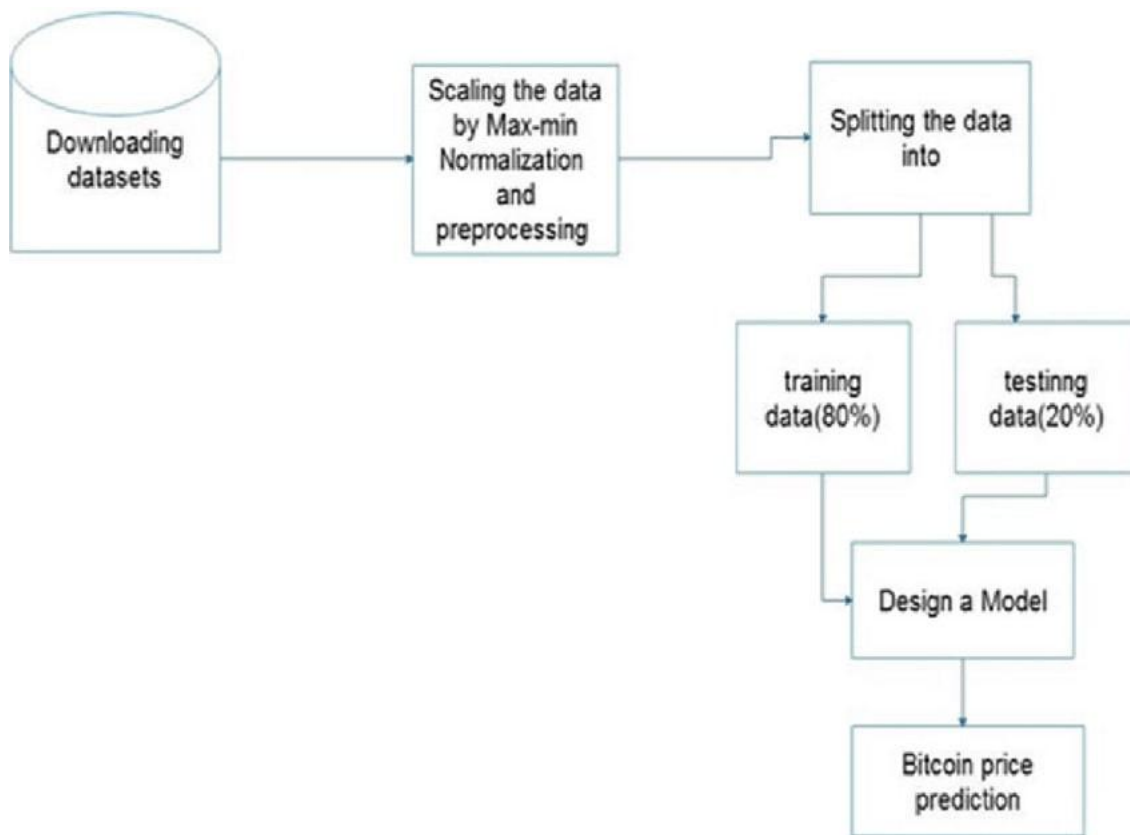 Downloading
datasets
Scaling the data
by Max-min
Normalization
and
preprocessing
Splitting the data
into
training
data(80%)
testinng
data(20%)
Design a Model
Bitcoin price
prediction